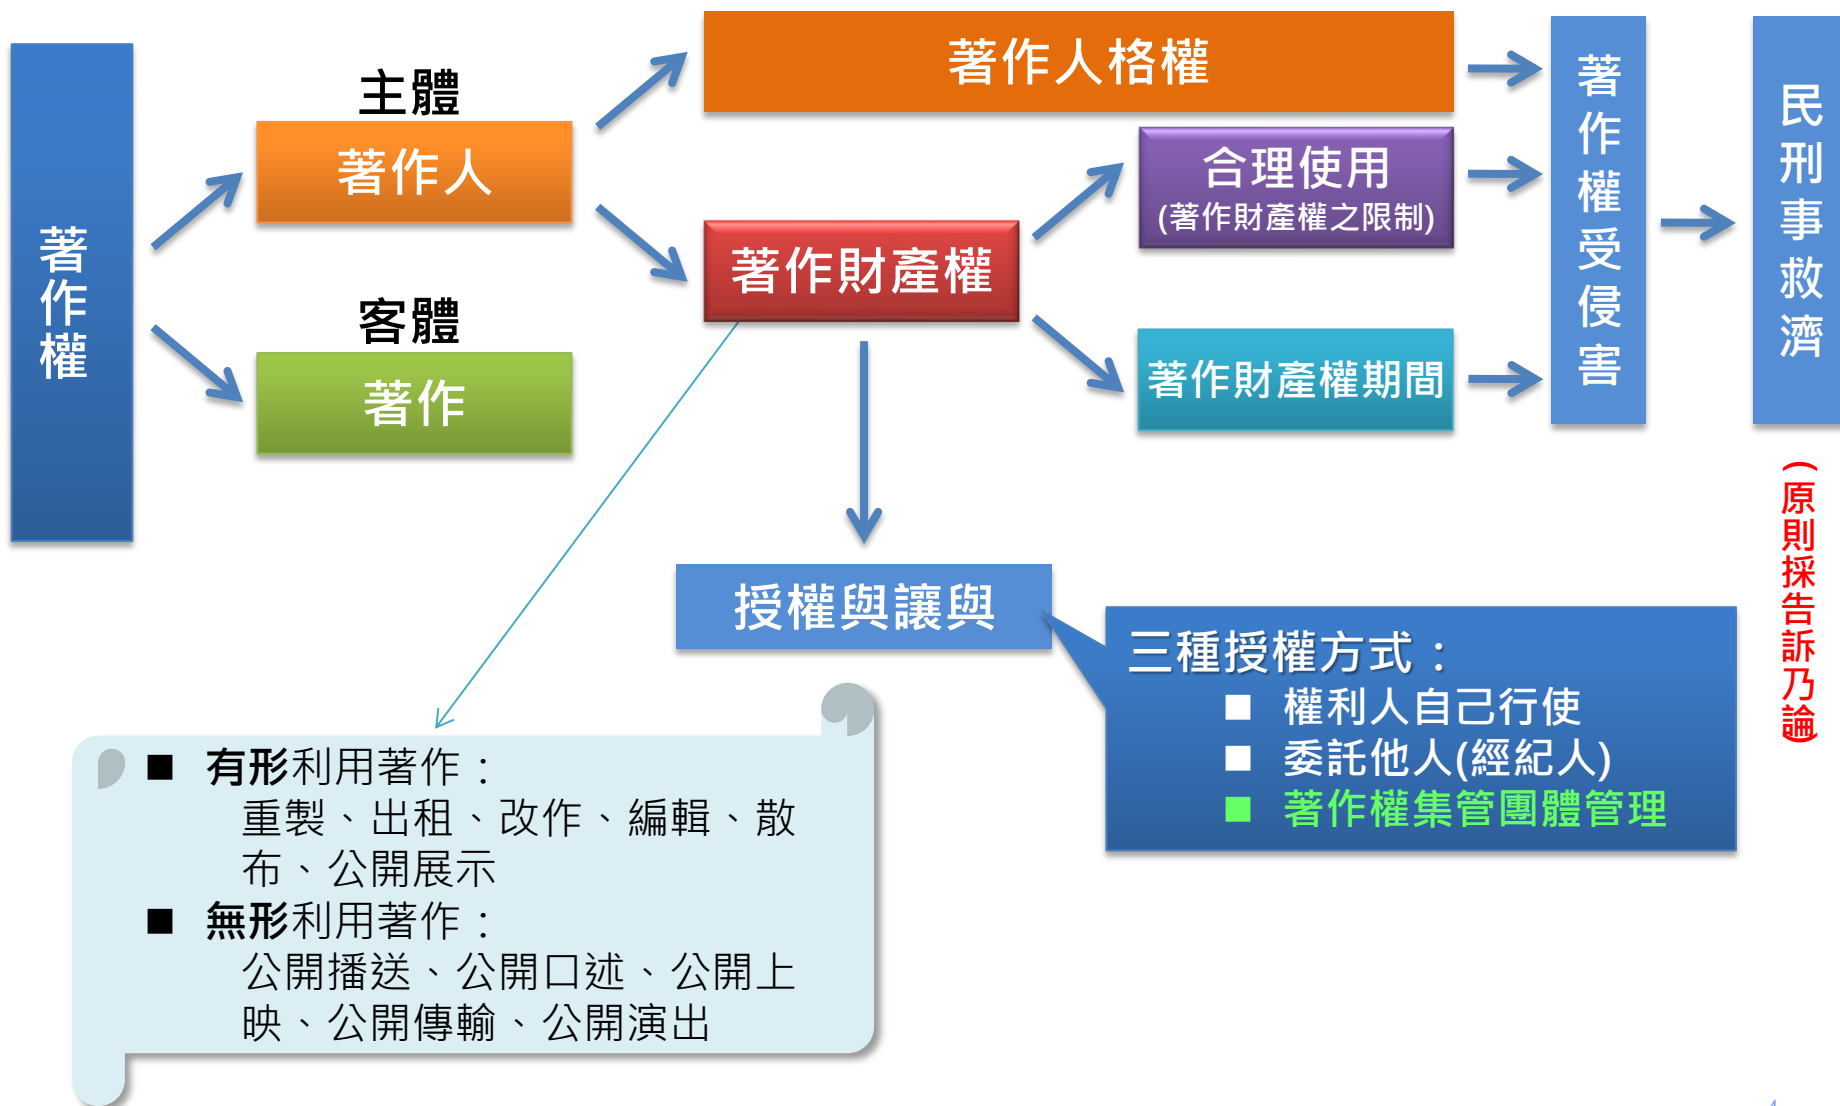 著作權
主體
著作人
客體
著作
著作人格權
著作財產權
合理使用
(著作財產權之限制)
著作財產權期間
著作權受侵害
民刑事救濟
(原則採告訴乃論)
授權與讓與
三種授權方式：
■ 權利人自己行使
■ 委託他人(經紀人)
■ 著作權集管團體管理
■ 有形利用著作：
重製、出租、改作、編輯、散
布、公開展示
■ 無形利用著作：
公開播送、公開口述、公開上
映、公開傳輸、公開演出